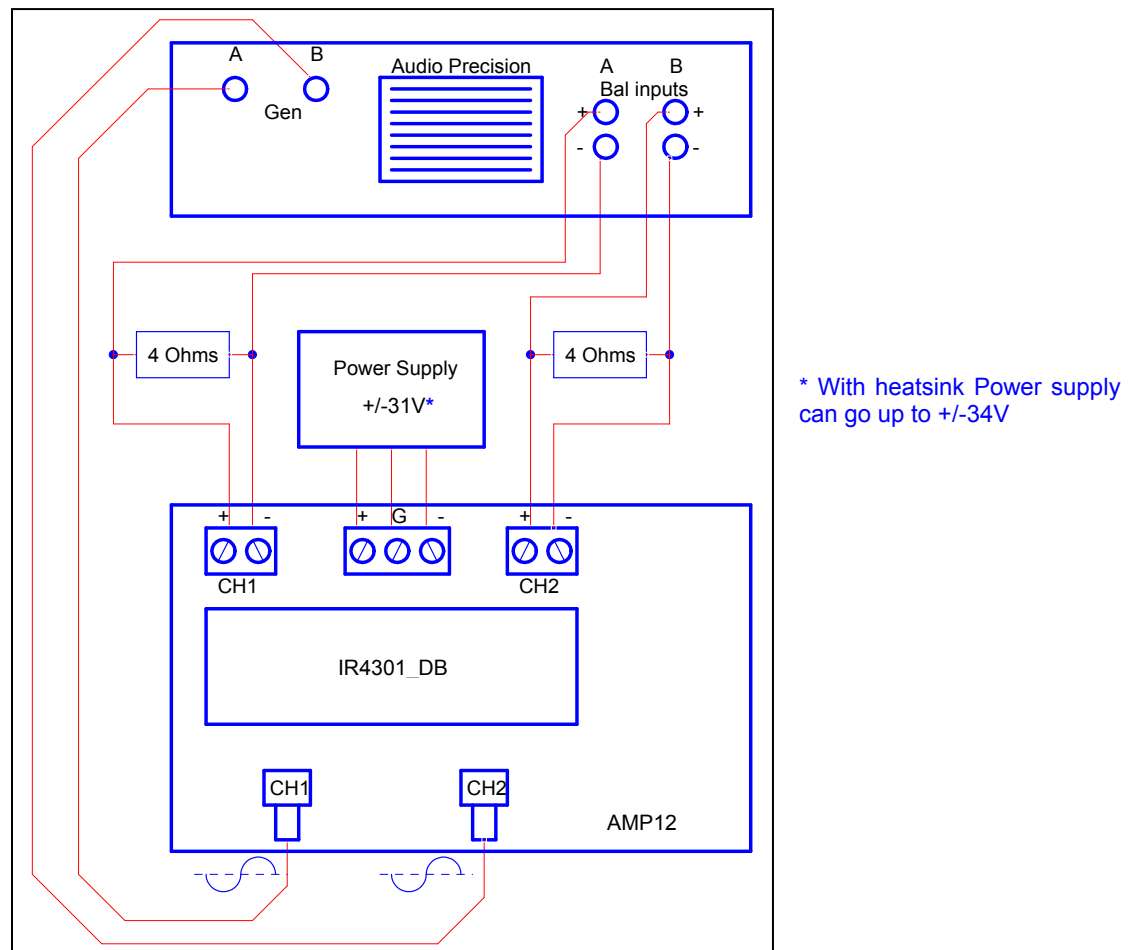 A B
Gen
Audio Precision
A B
Bal inputs
+ +
- -
4 Ohms
Power Supply
+/-31V*
4 Ohms
* With heatsink Power supply
can go up to +/-34V
+ - + G - + -
CH1 CH2
IR4301_DB
CH1 CH2
AMP12